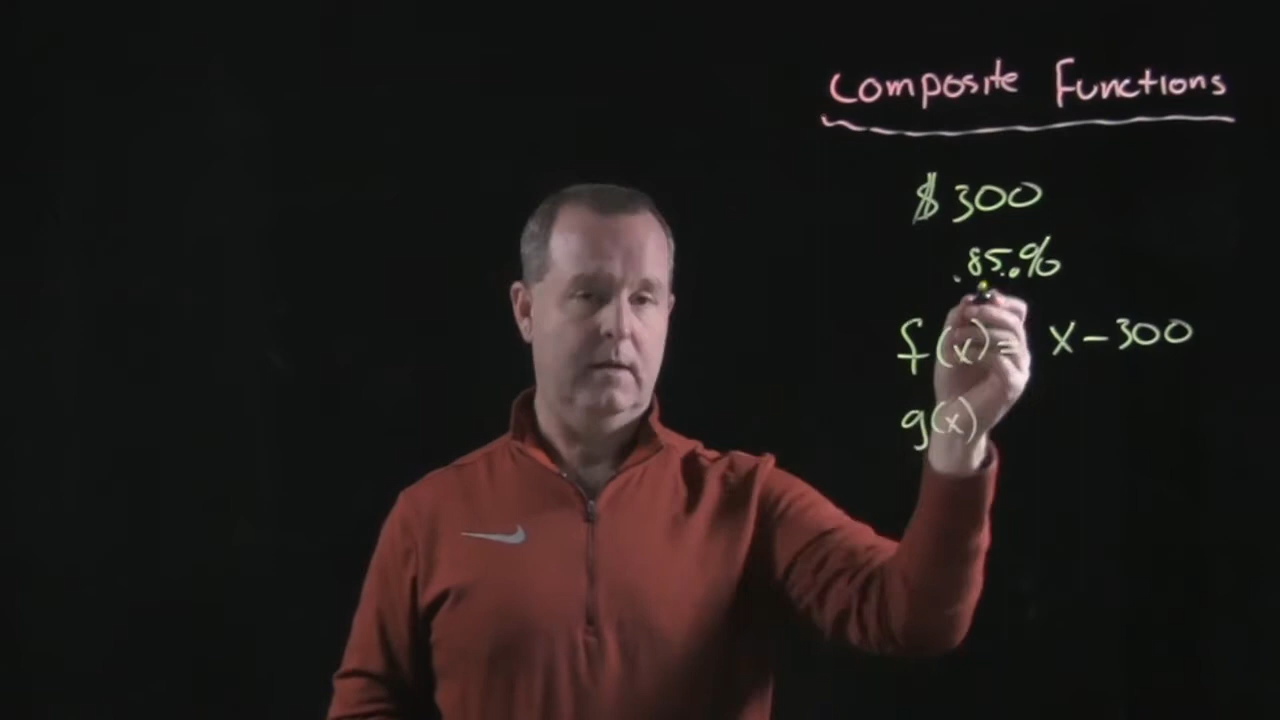 Composite Functions
$300
.85.%
f(x)= x-300
g(x)